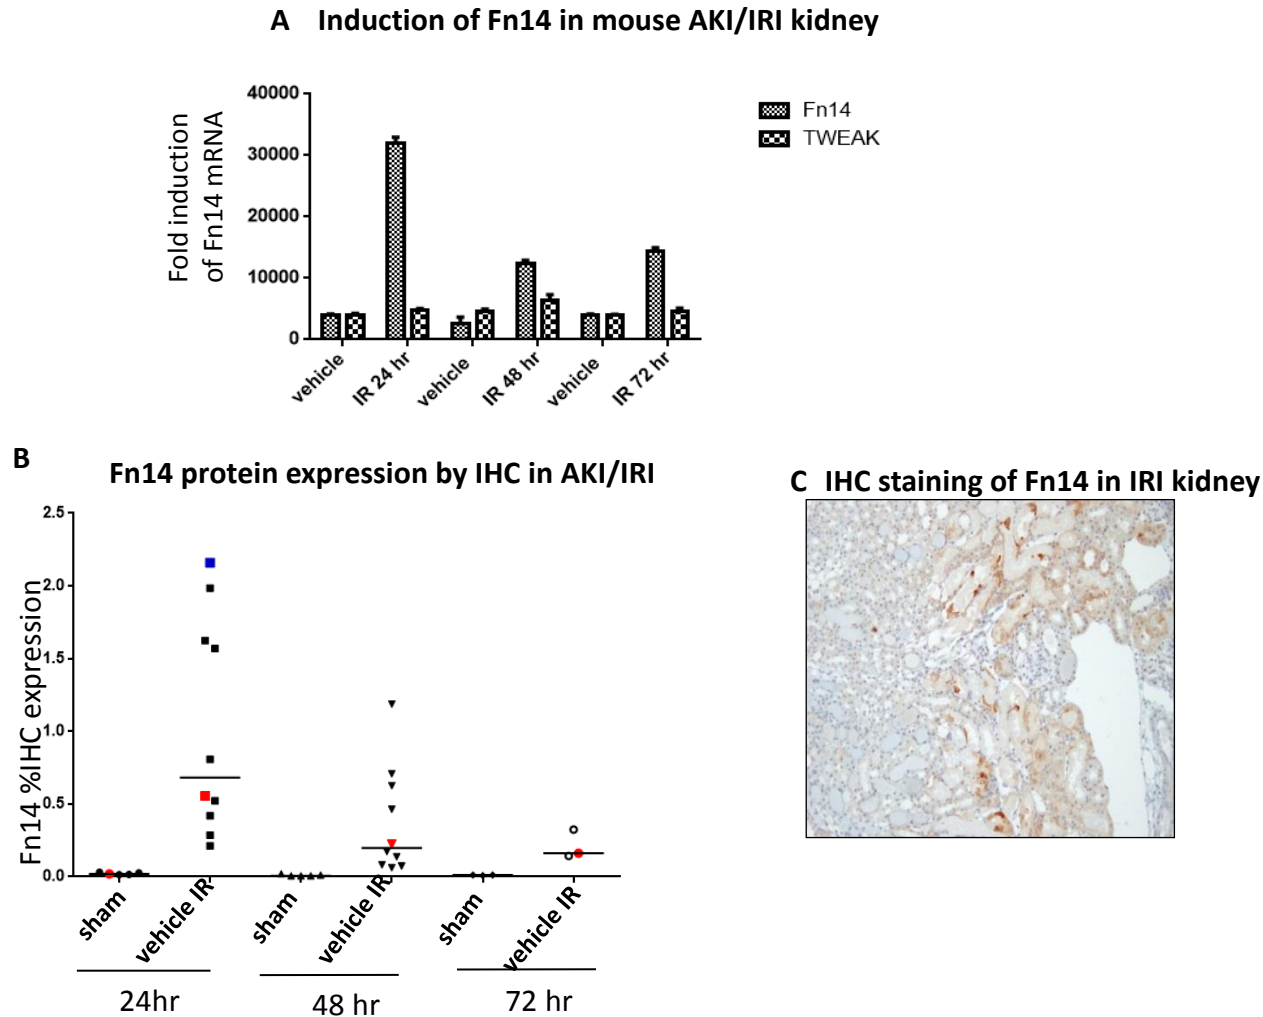 A Induction of Fn14 in mouse AKI/IRI kidney
Fold induction
of Fn14 mRNA
40000
30000
20000
10000
0
vehicle
IR 24 hr
vehicle
IR 48 hr
vehicle
IR 72 hr
Fn14
TWEAK
B
Fn14 protein expression by IHC in AKI/IRI
Fn14 %IHC expression
2.5
2.0
1.5
1.0
0.5
0.0
sham
vehicle IR
sham
vehicle IR
sham
vehicle IR
24hr
48 hr
72 hr
C IHC staining of Fn14 in IRI kidney